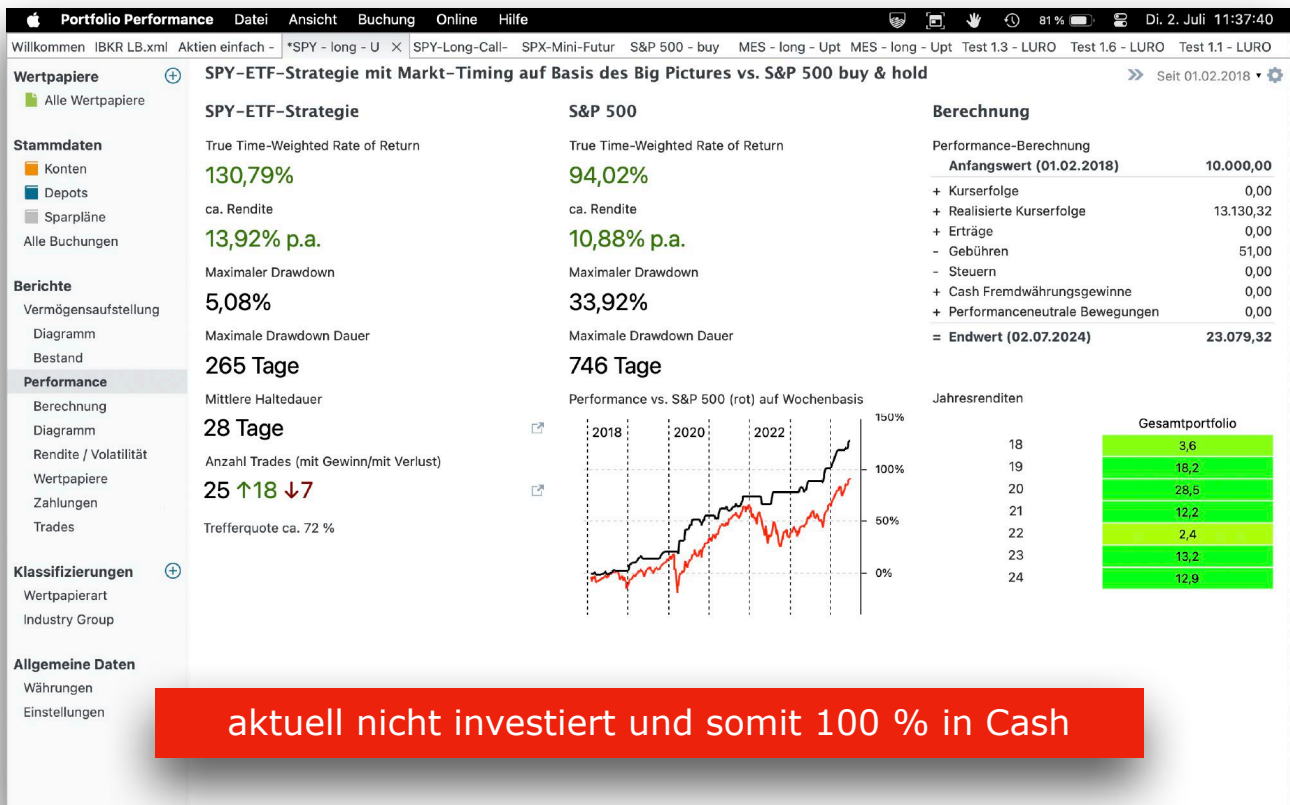 Portfolio Performance Datei Ansicht Buchung Online Hilfe 81 % Di. 2. Juli 11:37:40
Willkommen IBKR LB.xml Aktien einfach - *SPY - long - U SPY-Long-Call- SPX-Mini-Futur S&P 500 - buy MES - long - Upt MES - long - Upt Test 1.3 - LURO Test 1.6 - LURO Test 1.1 - LURO
Wertpapiere
Alle Wertpapiere
Stammdaten
Konten
Depots
Sparpläne
Alle Buchungen
Berichte
Vermögensaufstellung
Diagramm
Bestand
Performance
Berechnung
Diagramm
Rendite / Volatilität
Wertpapiere
Zahlungen
Trades
Klassifizierungen
Wertpapierart
Industry Group
Allgemeine Daten
Währungen
Einstellungen
SPY-ETF-Strategie mit Markt-Timing auf Basis des Big Pictures vs. S&P 500 buy & hold
Seit 01.02.2018
SPY-ETF-Strategie
True Time-Weighted Rate of Return
130,79%
ca. Rendite
13,92% p.a.
Maximaler Drawdown
5,08%
Maximale Drawdown Dauer
265 Tage
Mittlere Haltedauer
28 Tage
Anzahl Trades (mit Gewinn/mit Verlust)
25 ↑18 ↓7
Trefferquote ca. 72 %
S&P 500
True Time-Weighted Rate of Return
94,02%
ca. Rendite
10,88% p.a.
Maximaler Drawdown
33,92%
Maximale Drawdown Dauer
746 Tage
Performance vs. S&P 500 (rot) auf Wochenbasis
2018 2020 2022
150%
100%
50%
0%
Berechnung
Performance-Berechnung
Anfangswert (01.02.2018) 10.000,00
+ Kurserfolge 0,00
+ Realisierte Kurserfolge 13.130,32
+ Erträge 0,00
- Gebühren 51,00
- Steuern 0,00
+ Cash Fremdwährungsgewinne 0,00
+ Performanceneutrale Bewegungen 0,00
= Endwert (02.07.2024) 23.079,32
Jahresrenditen
Gesamtportfolio
18 3,6
19 18,2
20 28,5
21 12,2
22 2,4
23 13,2
24 12,9
aktuell nicht investiert und somit 100 % in Cash